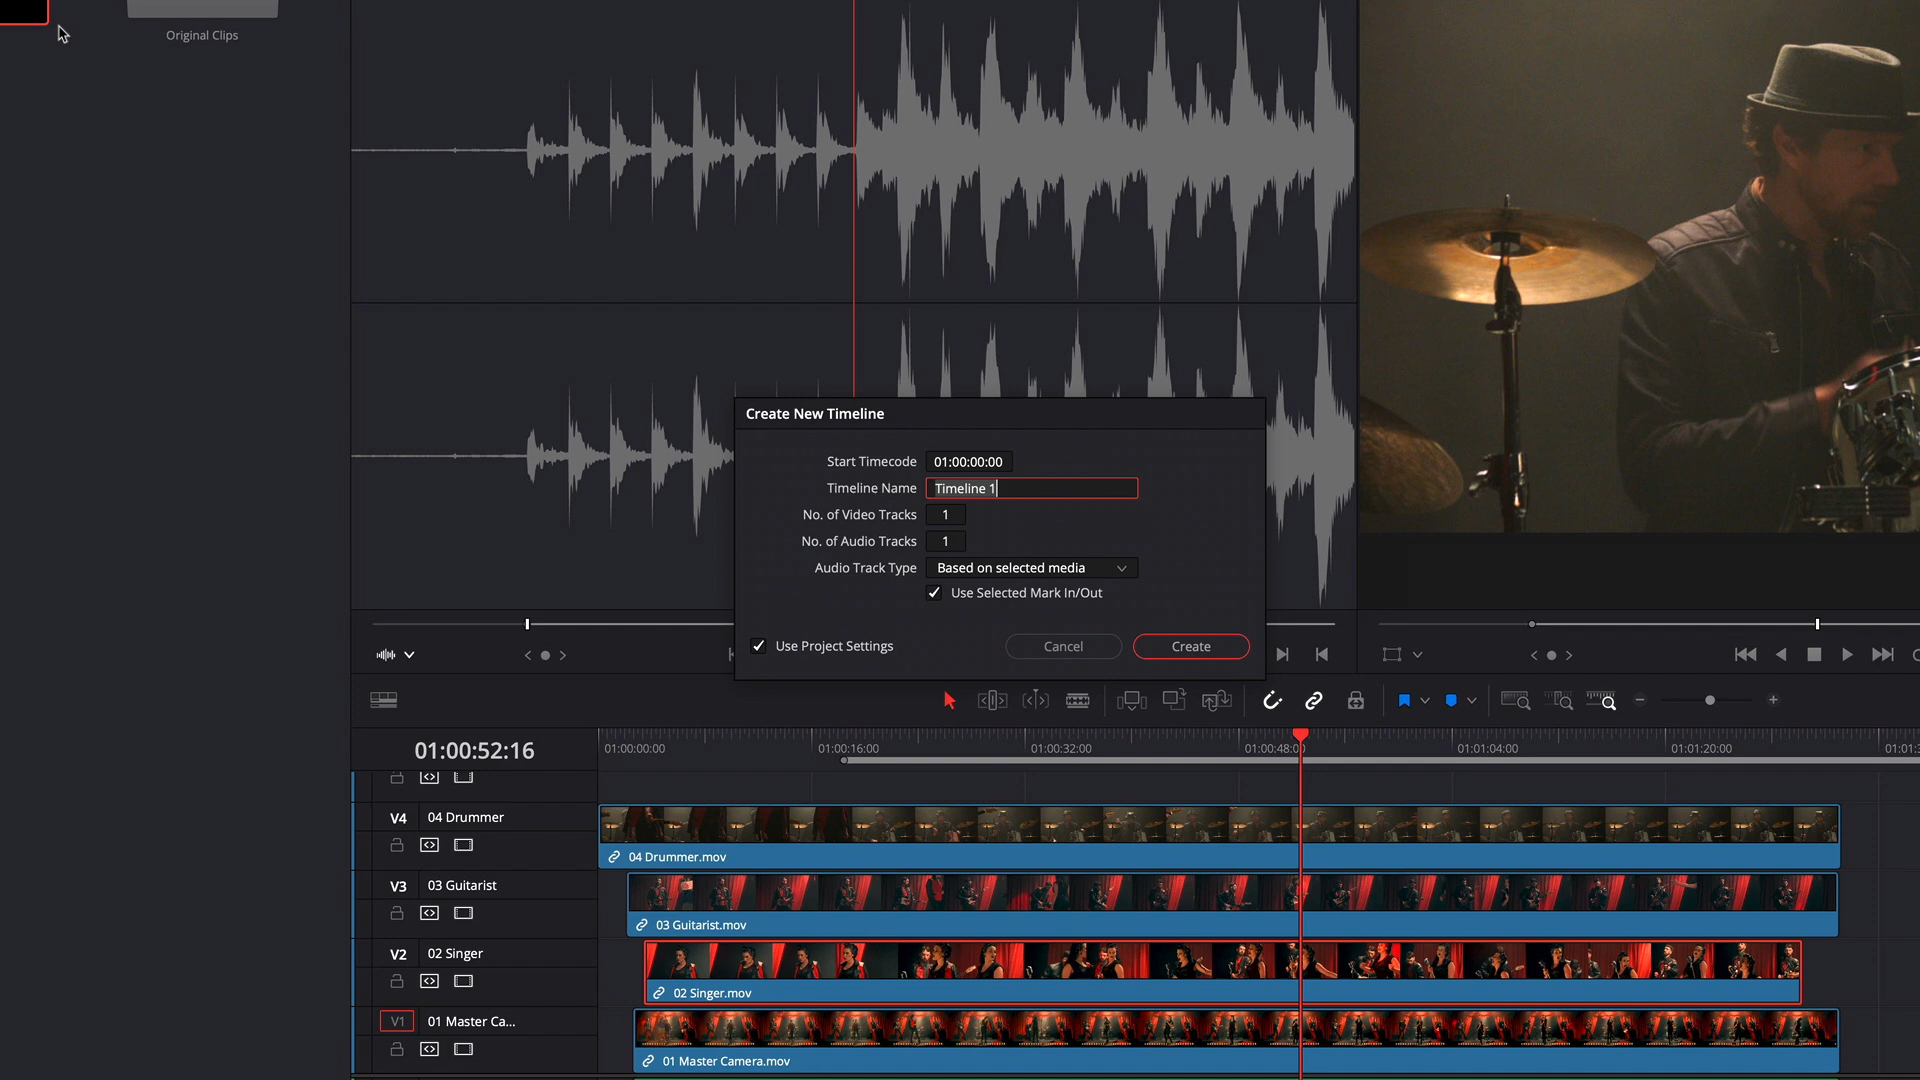 Original Clips
Create New Timeline
Start Timecode 01:00:00:00
Timeline Name Timeline 1
No. of Video Tracks 1
No. of Audio Tracks 1
Audio Track Type Based on selected media
Use Selected Mark In/Out
Use Project Settings Cancel Create
01:00:52:16 01:00:00:00 01:00:16:00 01:00:32:00 01:00:48:00 01:01:04:00 01:01:20:00
V4 04 Drummer
04 Drummer.mov
V3 03 Guitarist
03 Guitarist.mov
V2 02 Singer
02 Singer.mov
V1 01 Master Ca...
01 Master Camera.mov